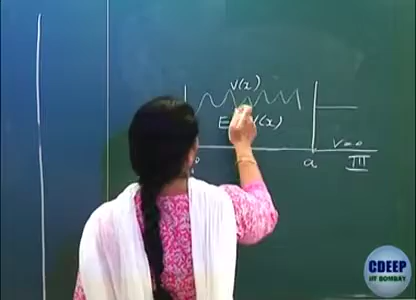 V(x)
E V(x)
a
V=0
III
CDEEP
IIT BOMBAY